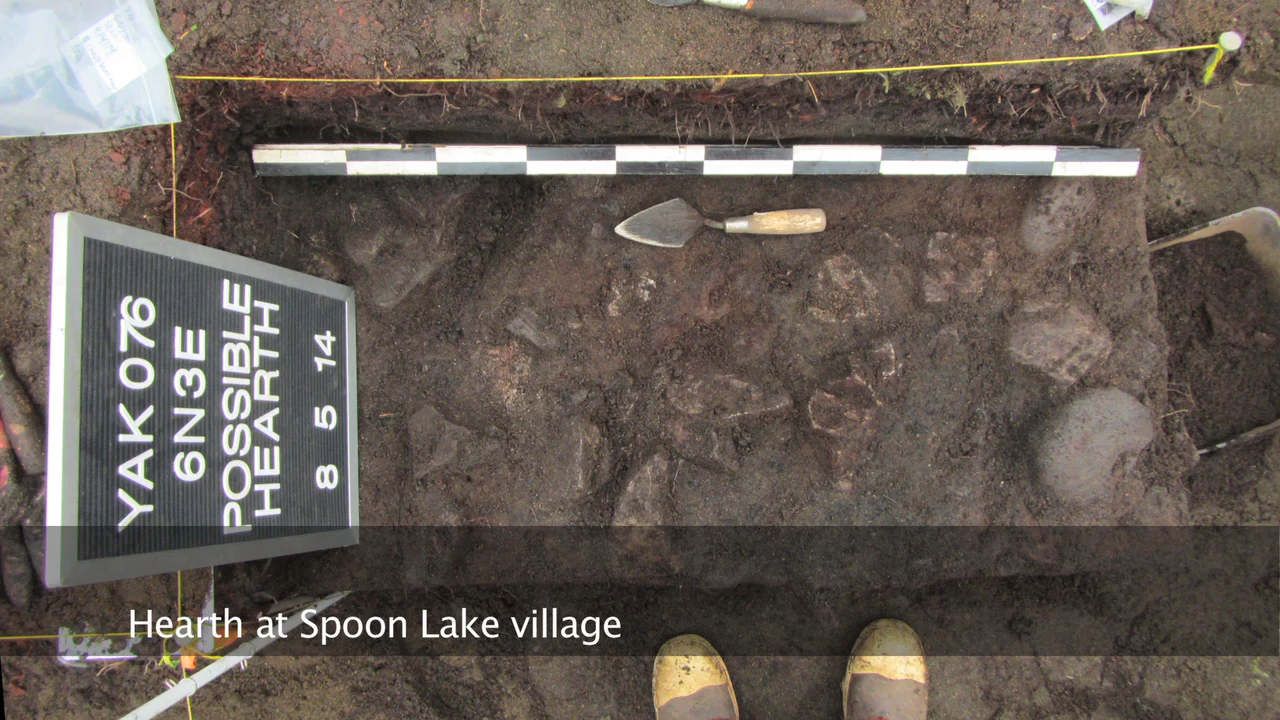 YAK 076
6N3E
POSSIBLE
HEARTH
8 5 14
Hearth at Spoon Lake village